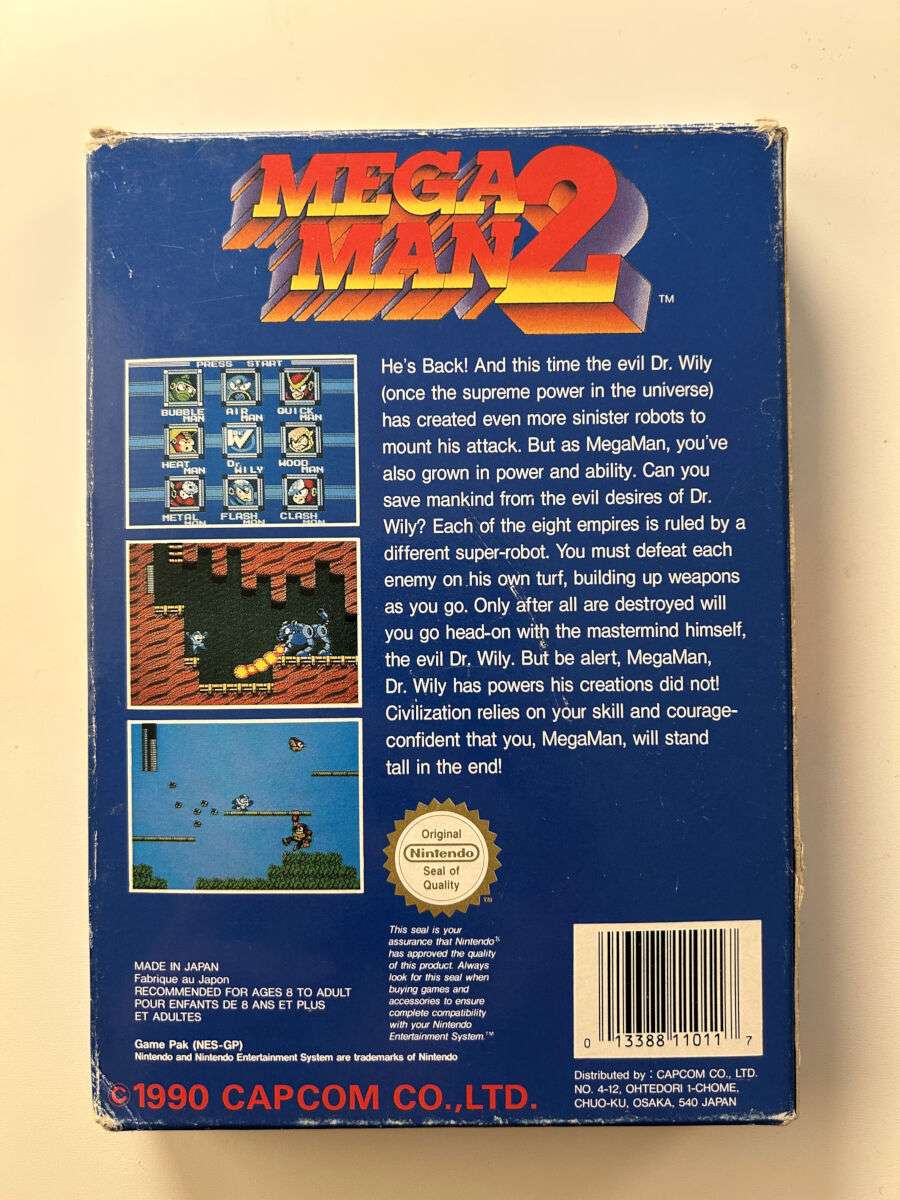 MEGA
MAN 2
™
PRESS START
BUBBLE MAN
AIR MAN
QUICK MAN
HEAT MAN
DR. WILY
WOOD MAN
METAL MAN
FLASH MAN
CLASH MAN
He's Back! And this time the evil Dr. Wily
(once the supreme power in the universe)
has created even more sinister robots to
mount his attack. But as MegaMan, you've
also grown in power and ability. Can you
save mankind from the evil desires of Dr.
Wily? Each of the eight empires is ruled by a
different super-robot. You must defeat each
enemy on his own turf, building up weapons
as you go. Only after all are destroyed will
you go head-on with the mastermind himself,
the evil Dr. Wily. But be alert, MegaMan,
Dr. Wily has powers his creations did not!
Civilization relies on your skill and courage-
confident that you, MegaMan, will stand
tall in the end!
Original
Nintendo
Seal of
Quality
TM
This seal is your
assurance that Nintendo®
has approved the quality
of this product. Always
look for this seal when
buying games and
accessories to ensure
complete compatibility
with your Nintendo
Entertainment System.™
MADE IN JAPAN
Fabrique au Japon
RECOMMENDED FOR AGES 8 TO ADULT
POUR ENFANTS DE 8 ANS ET PLUS
ET ADULTES
Game Pak (NES-GP)
Nintendo and Nintendo Entertainment System are trademarks of Nintendo
©1990 CAPCOM CO.,LTD.
0 13388 11011 7
Distributed by : CAPCOM CO., LTD.
NO. 4-12, OHTEDORI 1-CHOME,
CHUO-KU, OSAKA, 540 JAPAN